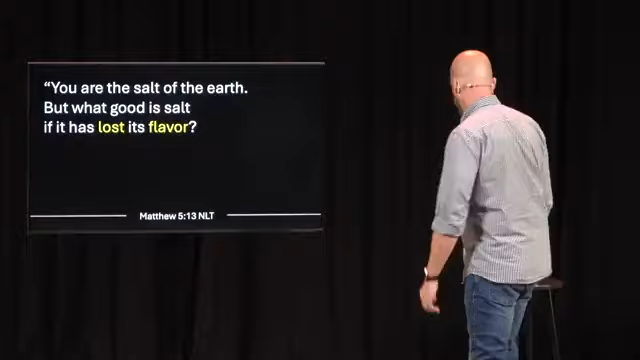 “You are the salt of the earth.
But what good is salt
if it has lost its flavor?
Matthew 5:13 NLT